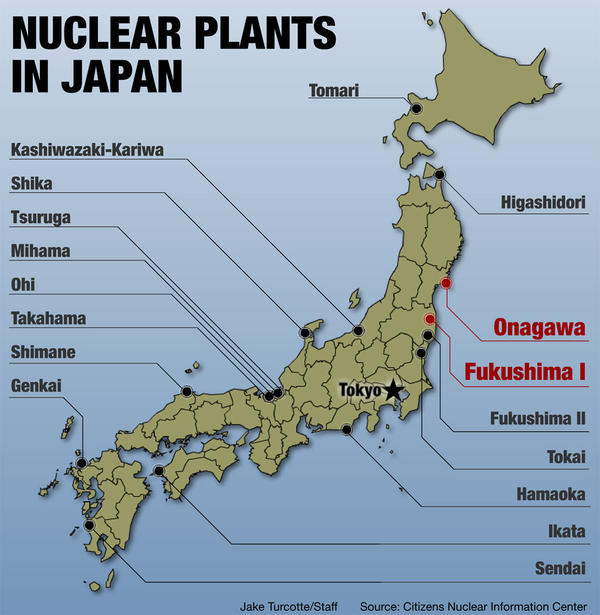 NUCLEAR PLANTS
IN JAPAN
Tomari
Kashiwazaki-Kariwa
Shika
Tsuruga
Mihama
Ohi
Takahama
Shimane
Genkai
Higashidori
Onagawa
Fukushima I
Tokyo
Fukushima II
Tokai
Hamaoka
Ikata
Sendai
Jake Turcotte/Staff Source: Citizens Nuclear Information Center